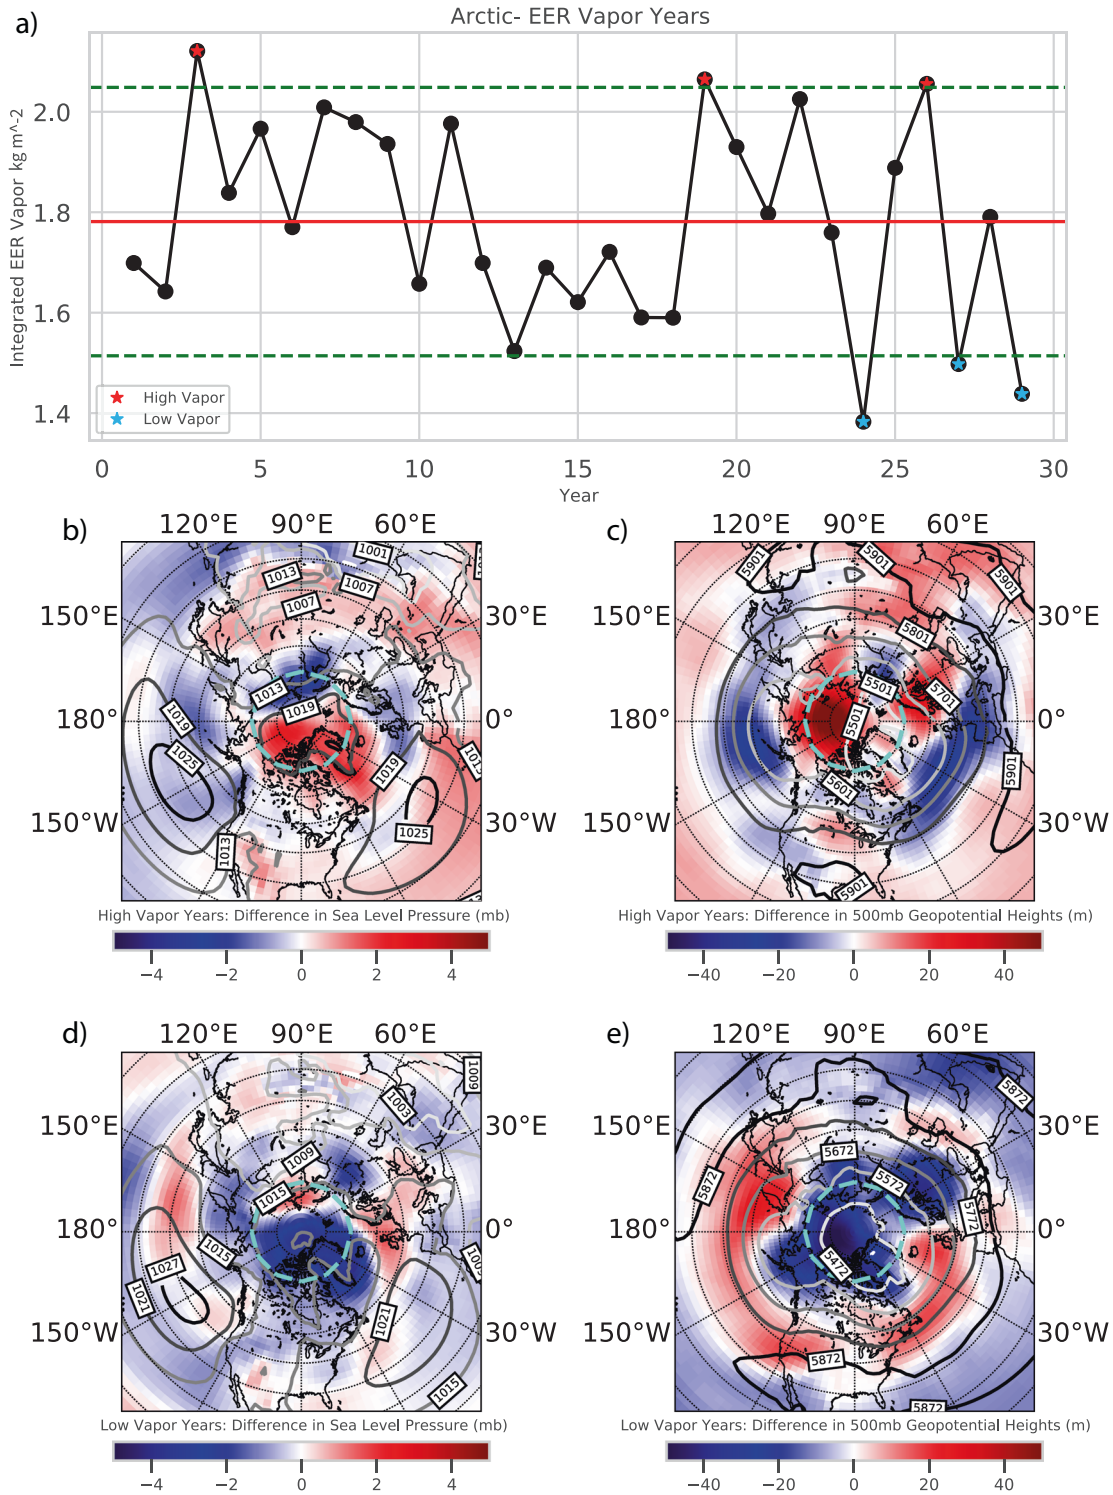 a)
Arctic- EER Vapor Years
Integrated EER Vapor kg m^-2
2.0
1.8
1.6
1.4
High Vapor
Low Vapor
0 5 10 15 20 25 30
Year
b)
120°E 90°E 60°E
150°E 30°E
180° 0°
150°W 30°W
1001
1013
1007
1007
1013
1019
1019
1025
1019
1025
1013
High Vapor Years: Difference in Sea Level Pressure (mb)
−4 −2 0 2 4
c)
120°E 90°E 60°E
150°E 30°E
180° 0°
150°W 30°W
5901
5901
5901
5801
5501
5701
5501
5601
5901
5901
High Vapor Years: Difference in 500mb Geopotential Heights (m)
−40 −20 0 20 40
d)
120°E 90°E 60°E
150°E 30°E
180° 0°
150°W 30°W
1009
1003
1009
1015
1015
1027
1021
1021
1015
Low Vapor Years: Difference in Sea Level Pressure (mb)
−4 −2 0 2 4
e)
120°E 90°E 60°E
150°E 30°E
180° 0°
150°W 30°W
5872
5672
5572
5872
5772
5472
5872
5872
Low Vapor Years: Difference in 500mb Geopotential Heights (m)
−40 −20 0 20 40